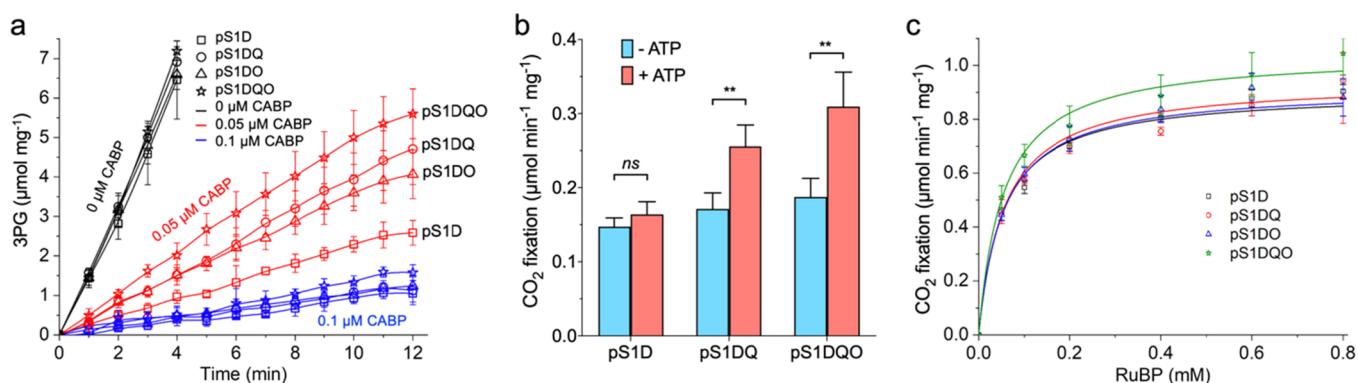 a
3PG (µmol mg⁻¹)
7
6
5
4
3
2
1
0
0
2
4
6
8
10
12
Time (min)
pS1D
pS1DQ
pS1DO
pS1DQO
0 µM CABP
0.05 µM CABP
0.1 µM CABP
0 µM CABP
0.05 µM CABP
0.1 µM CABP
pS1DQO
pS1DQ
pS1DO
pS1D
b
CO₂ fixation (µmol min⁻¹ mg⁻¹)
0.4
0.3
0.2
0.1
0.0
- ATP
+ ATP
ns
**
**
pS1D
pS1DQ
pS1DQO
c
CO₂ fixation (µmol min⁻¹ mg⁻¹)
1.0
0.8
0.6
0.4
0.2
0.0
0.0
0.2
0.4
0.6
0.8
RuBP (mM)
pS1D
pS1DQ
pS1DO
pS1DQO